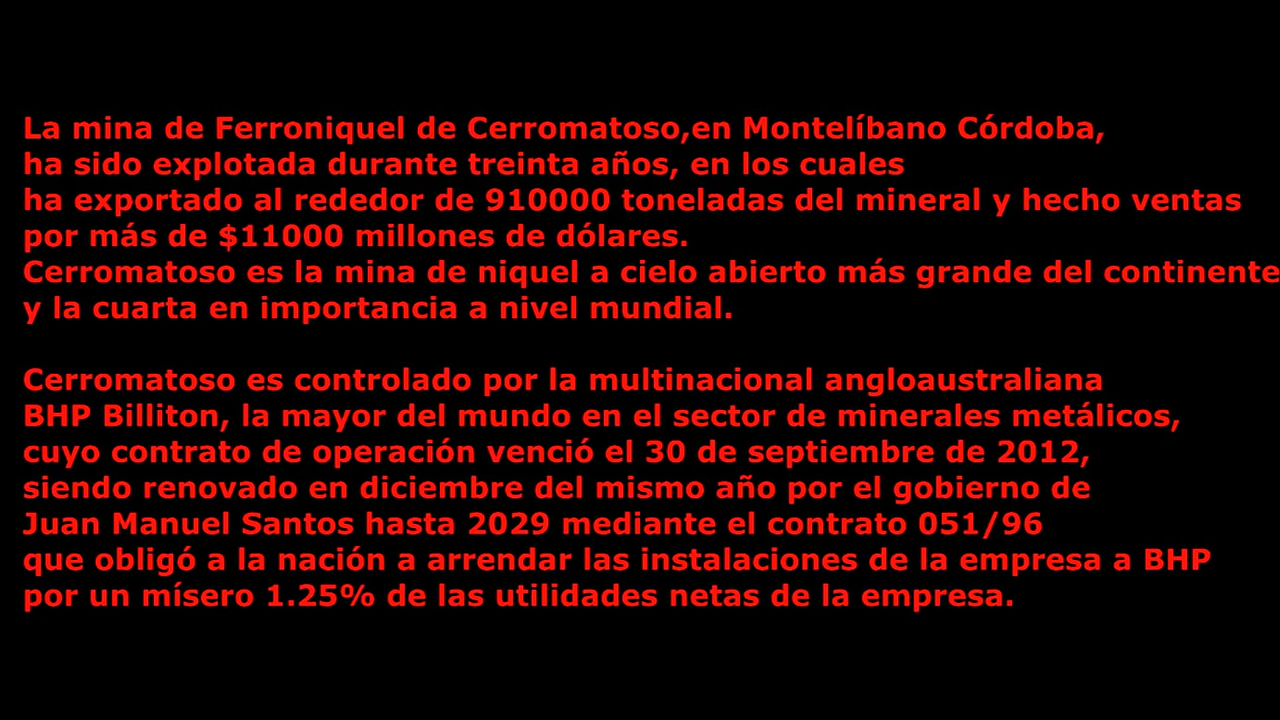 La mina de Ferroniquel de Cerromatoso,en Montelíbano Córdoba,
ha sido explotada durante treinta años, en los cuales
ha exportado al rededor de 910000 toneladas del mineral y hecho ventas
por más de $11000 millones de dólares.
Cerromatoso es la mina de niquel a cielo abierto más grande del continente
y la cuarta en importancia a nivel mundial.
Cerromatoso es controlado por la multinacional angloaustraliana
BHP Billiton, la mayor del mundo en el sector de minerales metálicos,
cuyo contrato de operación venció el 30 de septiembre de 2012,
siendo renovado en diciembre del mismo año por el gobierno de
Juan Manuel Santos hasta 2029 mediante el contrato 051/96
que obligó a la nación a arrendar las instalaciones de la empresa a BHP
por un mísero 1.25% de las utilidades netas de la empresa.